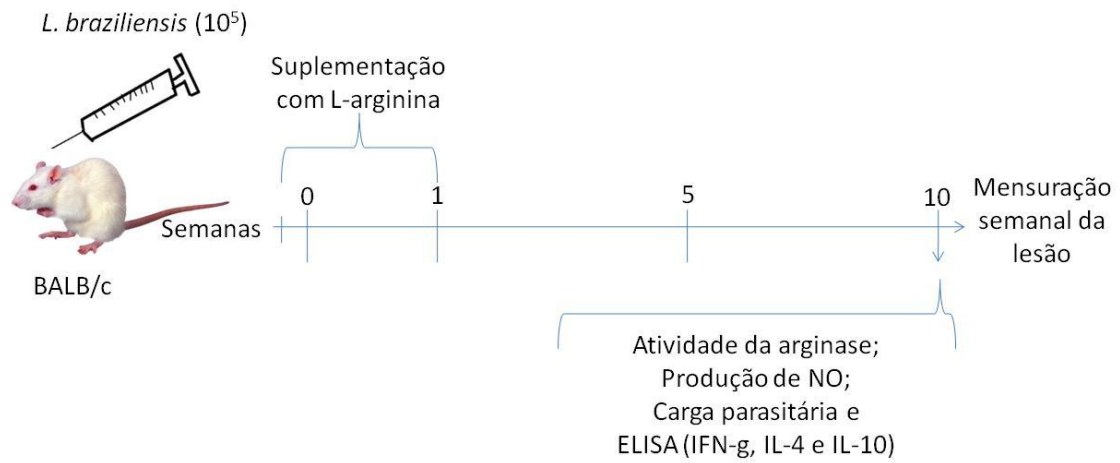 L. braziliensis (10⁵)
Suplementação
com L-arginina
0
1
5
10
Mensuração
semanal da
lesão
Semanas
BALB/c
Atividade da arginase;
Produção de NO;
Carga parasitária e
ELISA (IFN-g, IL-4 e IL-10)